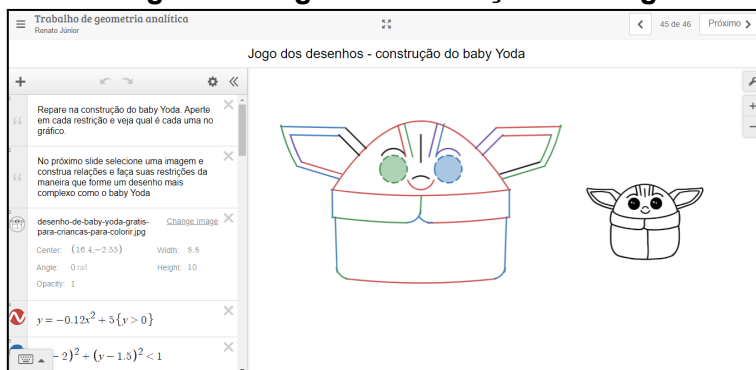 Trabalho de geometria analítica
Renato Júnior
45 de 46
Próximo
Jogo dos desenhos - construção do baby Yoda
Repare na construção do baby Yoda. Aperte
em cada restrição e veja qual é cada uma no
gráfico.
No próximo slide selecione uma imagem e
construa relações e faça suas restrições da
maneira que forme um desenho mais
complexo como o baby Yoda
desenho-de-baby-yoda-gratis-
para-criancas-para-colorir.jpg
Change Image
Center: (16.4,−2.55) Width: 8.8
Angle: 0 rad Height: 10
Opacity: 1
y = −0.12x² + 5{y > 0}
− 2)² + (y − 1.5)² < 1